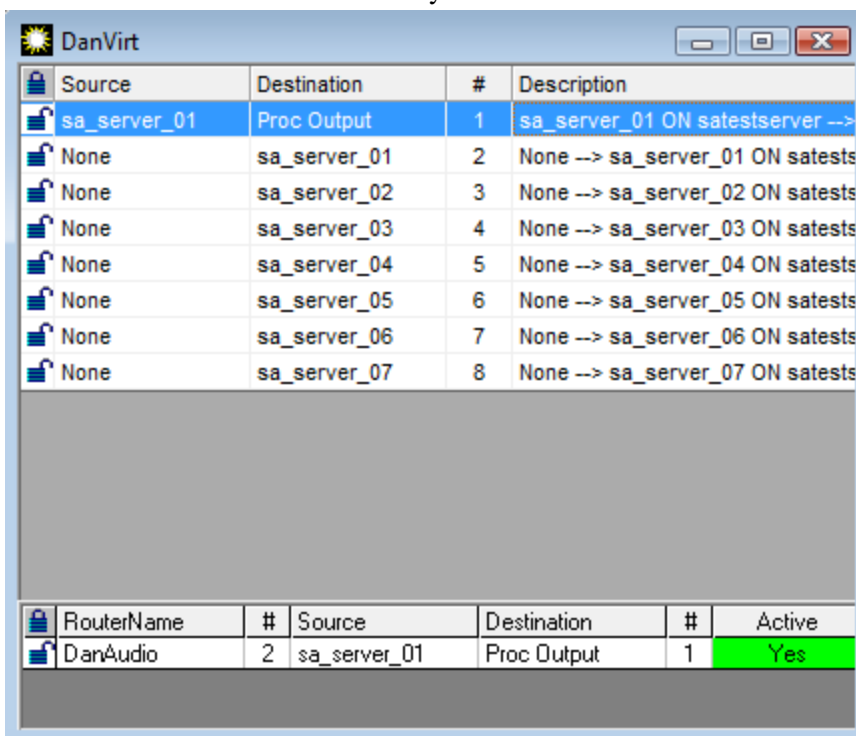 y
DanVirt
Source Destination # Description
sa_server_01 Proc Output 1 sa_server_01 ON satestserver -->
None sa_server_01 2 None --> sa_server_01 ON satests
None sa_server_02 3 None --> sa_server_02 ON satests
None sa_server_03 4 None --> sa_server_03 ON satests
None sa_server_04 5 None --> sa_server_04 ON satests
None sa_server_05 6 None --> sa_server_05 ON satests
None sa_server_06 7 None --> sa_server_06 ON satests
None sa_server_07 8 None --> sa_server_07 ON satests
RouterName # Source Destination # Active
DanAudio 2 sa_server_01 Proc Output 1 Yes